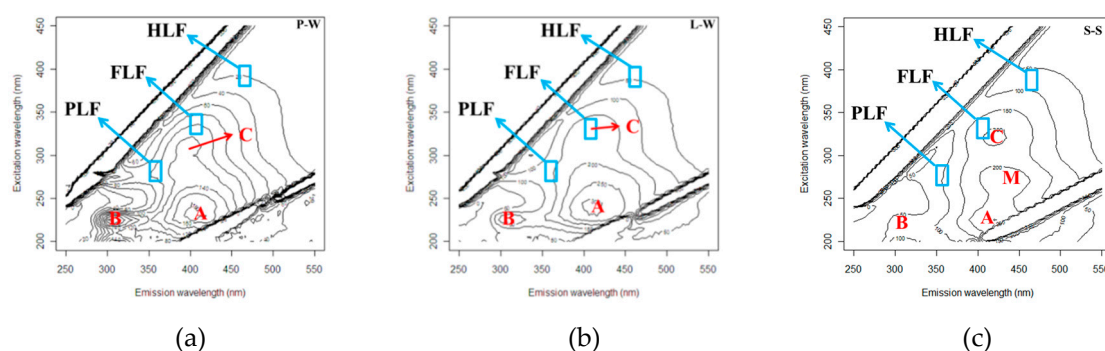 P-W
HLF
FLF
PLF
C
B
A
450
400
350
300
250
200
Excitation wavelength (nm)
250 300 350 400 450 500 550
Emission wavelength (nm)
(a)
L-W
HLF
FLF
PLF
C
B
A
450
400
350
300
250
200
Excitation wavelength (nm)
250 300 350 400 450 500 550
Emission wavelength (nm)
(b)
S-S
HLF
FLF
PLF
C
M
B
A
450
400
350
300
250
200
Excitation wavelength (nm)
250 300 350 400 450 500 550
Emission wavelength (nm)
(c)